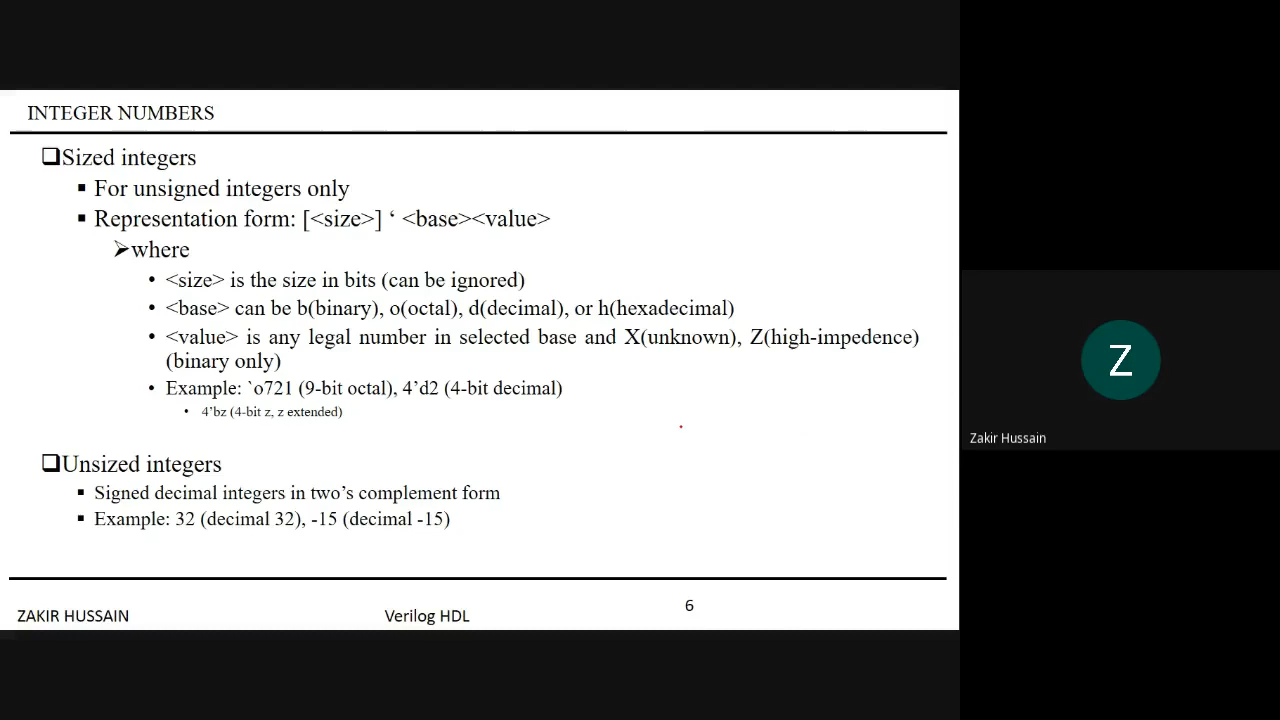 INTEGER NUMBERS
❑Sized integers
▪ For unsigned integers only
▪ Representation form: [<size>] ‘ <base><value>
➢where
• <size> is the size in bits (can be ignored)
• <base> can be b(binary), o(octal), d(decimal), or h(hexadecimal)
• <value> is any legal number in selected base and X(unknown), Z(high-impedence)
(binary only)
• Example: `o721 (9-bit octal), 4’d2 (4-bit decimal)
• 4’bz (4-bit z, z extended)
❑Unsized integers
▪ Signed decimal integers in two’s complement form
▪ Example: 32 (decimal 32), -15 (decimal -15)
ZAKIR HUSSAIN
Verilog HDL
6
Z
Zakir Hussain